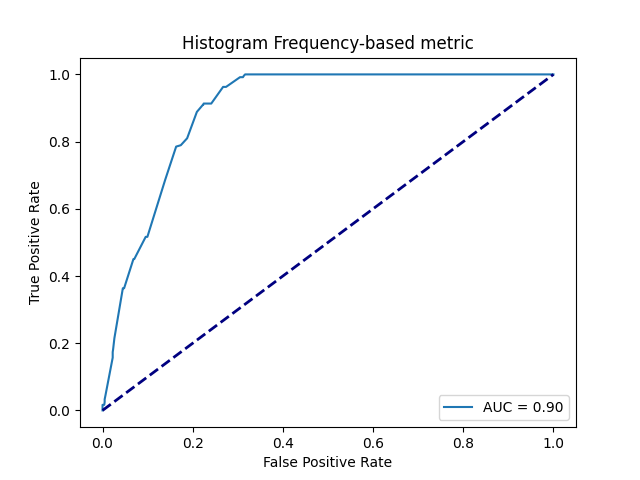 Histogram Frequency-based metric
True Positive Rate
1.0
0.8
0.6
0.4
0.2
0.0
AUC = 0.90
0.0 0.2 0.4 0.6 0.8 1.0
False Positive Rate